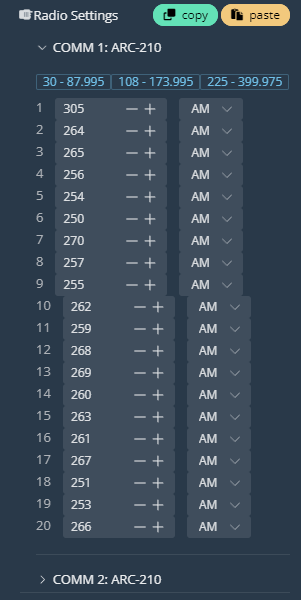 Radio Settings copy paste
COMM 1: ARC-210
30 - 87.995 108 - 173.995 225 - 399.975
1 305 AM
2 264 AM
3 265 AM
4 256 AM
5 254 AM
6 250 AM
7 270 AM
8 257 AM
9 255 AM
10 262 AM
11 259 AM
12 268 AM
13 269 AM
14 260 AM
15 263 AM
16 261 AM
17 267 AM
18 251 AM
19 253 AM
20 266 AM
COMM 2: ARC-210